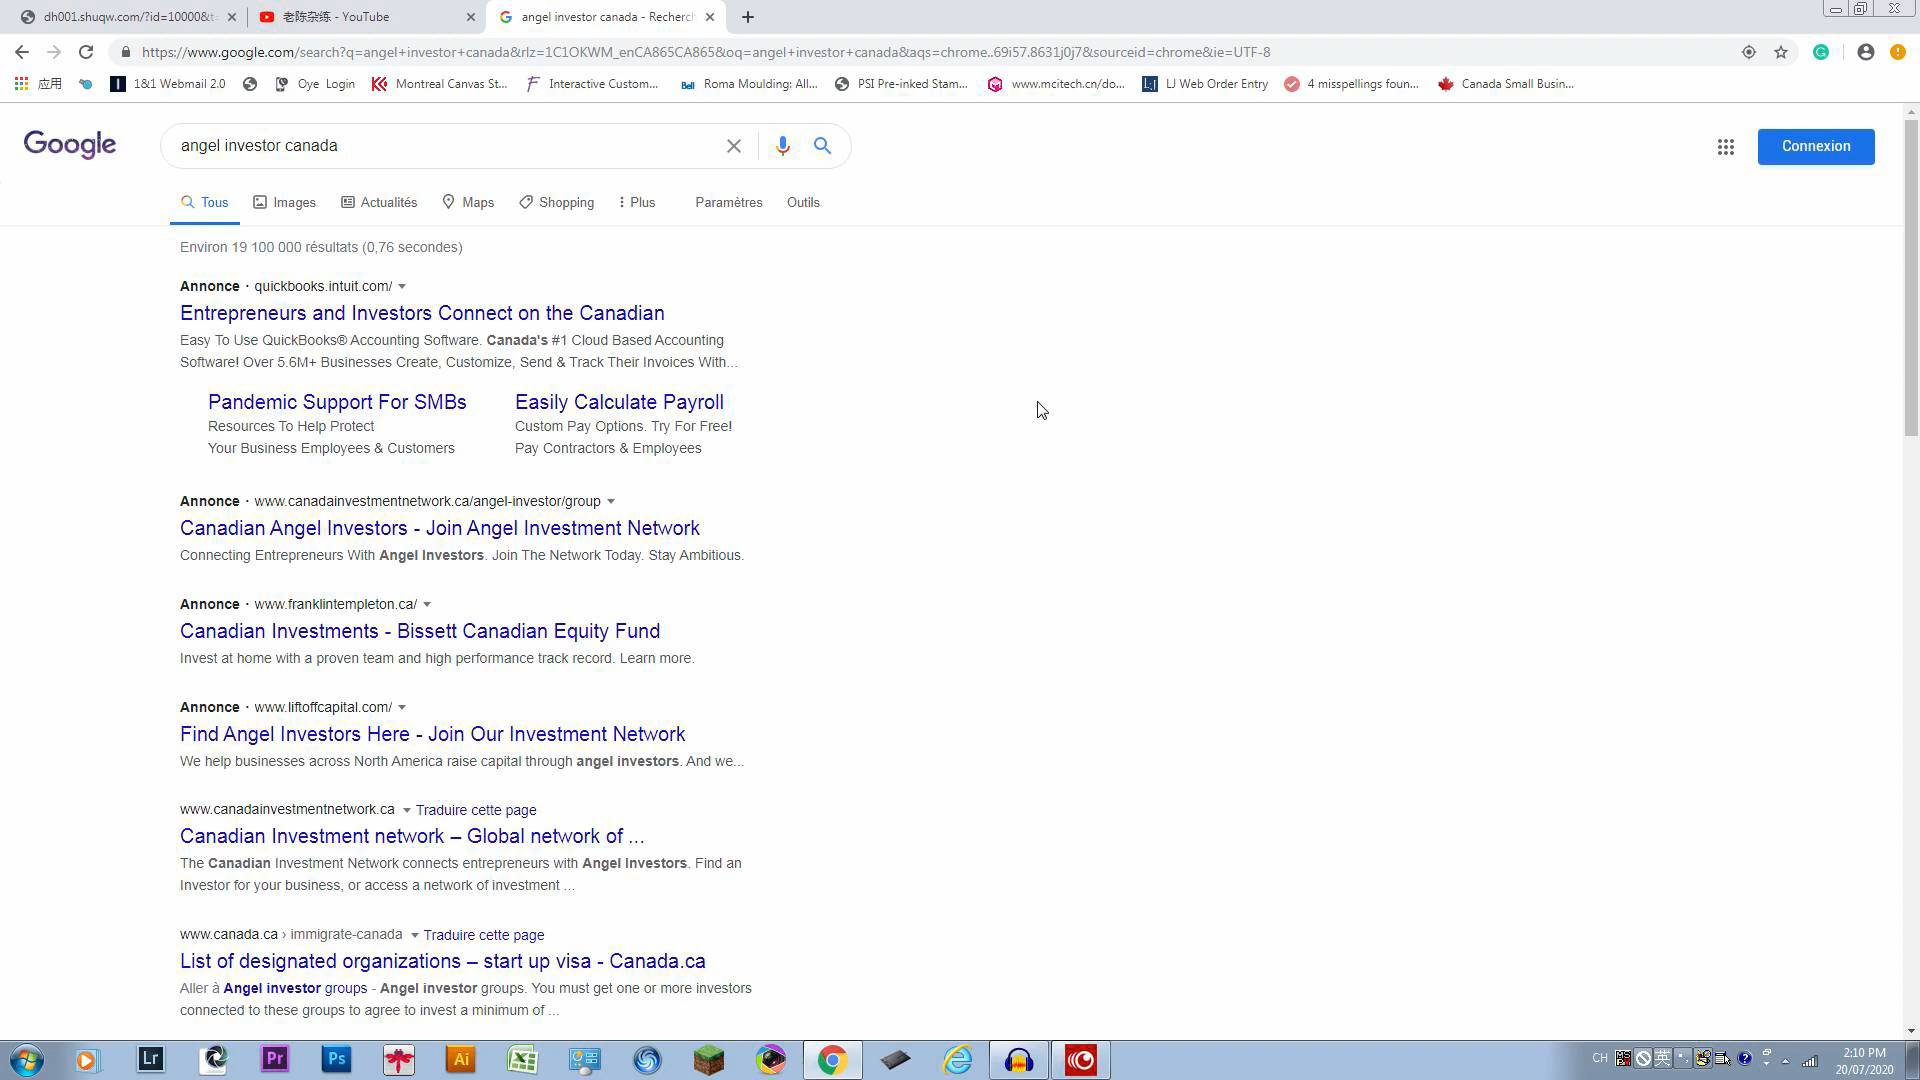 dh001.shuqw.com/?id=10000&t=
老陈杂练 - YouTube
angel investor canada - Recherch
https://www.google.com/search?q=angel+investor+canada&rlz=1C1OKWM_enCA865CA865&oq=angel+investor+canada&aqs=chrome..69i57.8631j0j7&sourceid=chrome&ie=UTF-8
应用 1&1 Webmail 2.0 Oye Login Montreal Canvas St... Interactive Custom... Bell Roma Moulding: All... PSI Pre-inked Stam... www.mcitech.cn/do... LJ LJ Web Order Entry 4 misspellings foun... Canada Small Busin...
Google
angel investor canada
Connexion
Tous Images Actualités Maps Shopping Plus Paramètres Outils
Environ 19 100 000 résultats (0,76 secondes)
Annonce · quickbooks.intuit.com/
Entrepreneurs and Investors Connect on the Canadian
Easy To Use QuickBooks® Accounting Software. Canada's #1 Cloud Based Accounting
Software! Over 5.6M+ Businesses Create, Customize, Send & Track Their Invoices With...
Pandemic Support For SMBs
Resources To Help Protect
Your Business Employees & Customers
Easily Calculate Payroll
Custom Pay Options. Try For Free!
Pay Contractors & Employees
Annonce · www.canadainvestmentnetwork.ca/angel-investor/group
Canadian Angel Investors - Join Angel Investment Network
Connecting Entrepreneurs With Angel Investors. Join The Network Today. Stay Ambitious.
Annonce · www.franklintempleton.ca/
Canadian Investments - Bissett Canadian Equity Fund
Invest at home with a proven team and high performance track record. Learn more.
Annonce · www.liftoffcapital.com/
Find Angel Investors Here - Join Our Investment Network
We help businesses across North America raise capital through angel investors. And we...
www.canadainvestmentnetwork.ca Traduire cette page
Canadian Investment network – Global network of ...
The Canadian Investment Network connects entrepreneurs with Angel Investors. Find an
Investor for your business, or access a network of investment ...
www.canada.ca › immigrate-canada Traduire cette page
List of designated organizations – start up visa - Canada.ca
Aller à Angel investor groups - Angel investor groups. You must get one or more investors
connected to these groups to agree to invest a minimum of ...
Lr Pr Ps Ai
CH 英
2:10 PM
20/07/2020